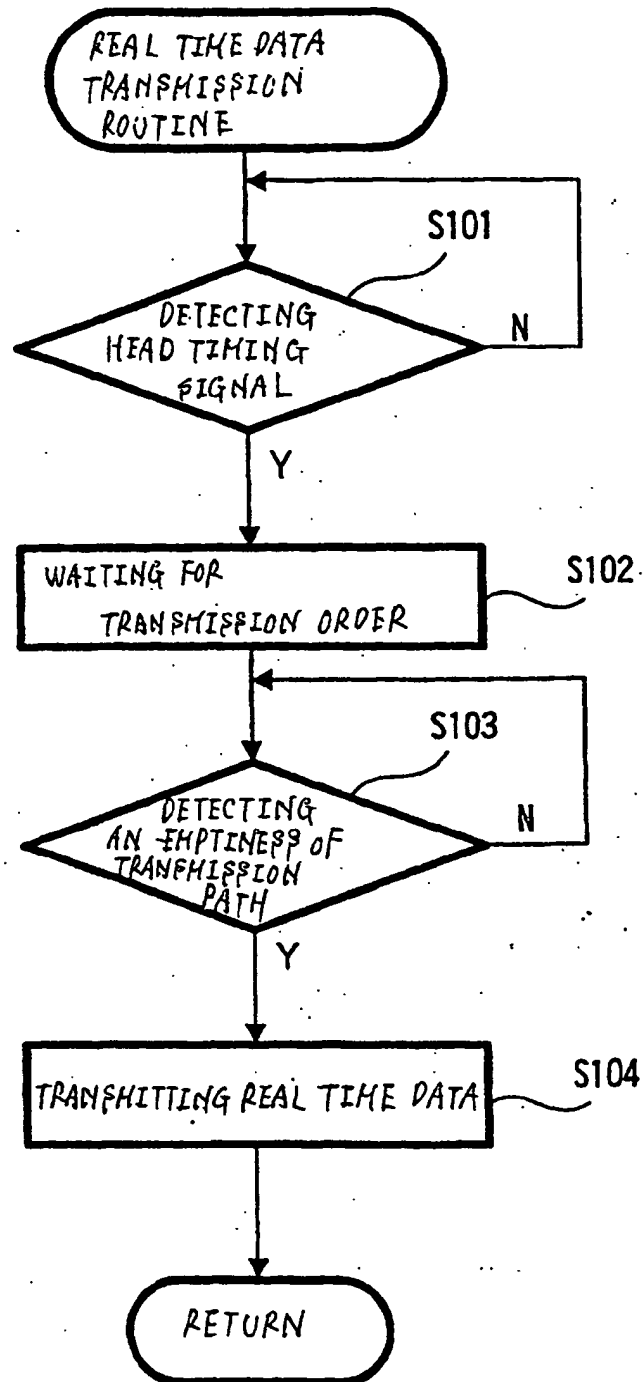 REAL TIME DATA
TRANSMISSION
ROUTINE
S101
DETECTING
HEAD TIMING
SIGNAL
N
Y
WAITING FOR
TRANSMISSION ORDER
S102
S103
DETECTING
AN EMPTINESS OF
TRANSMISSION
PATH
N
Y
TRANSMITTING REAL TIME DATA
S104
RETURN